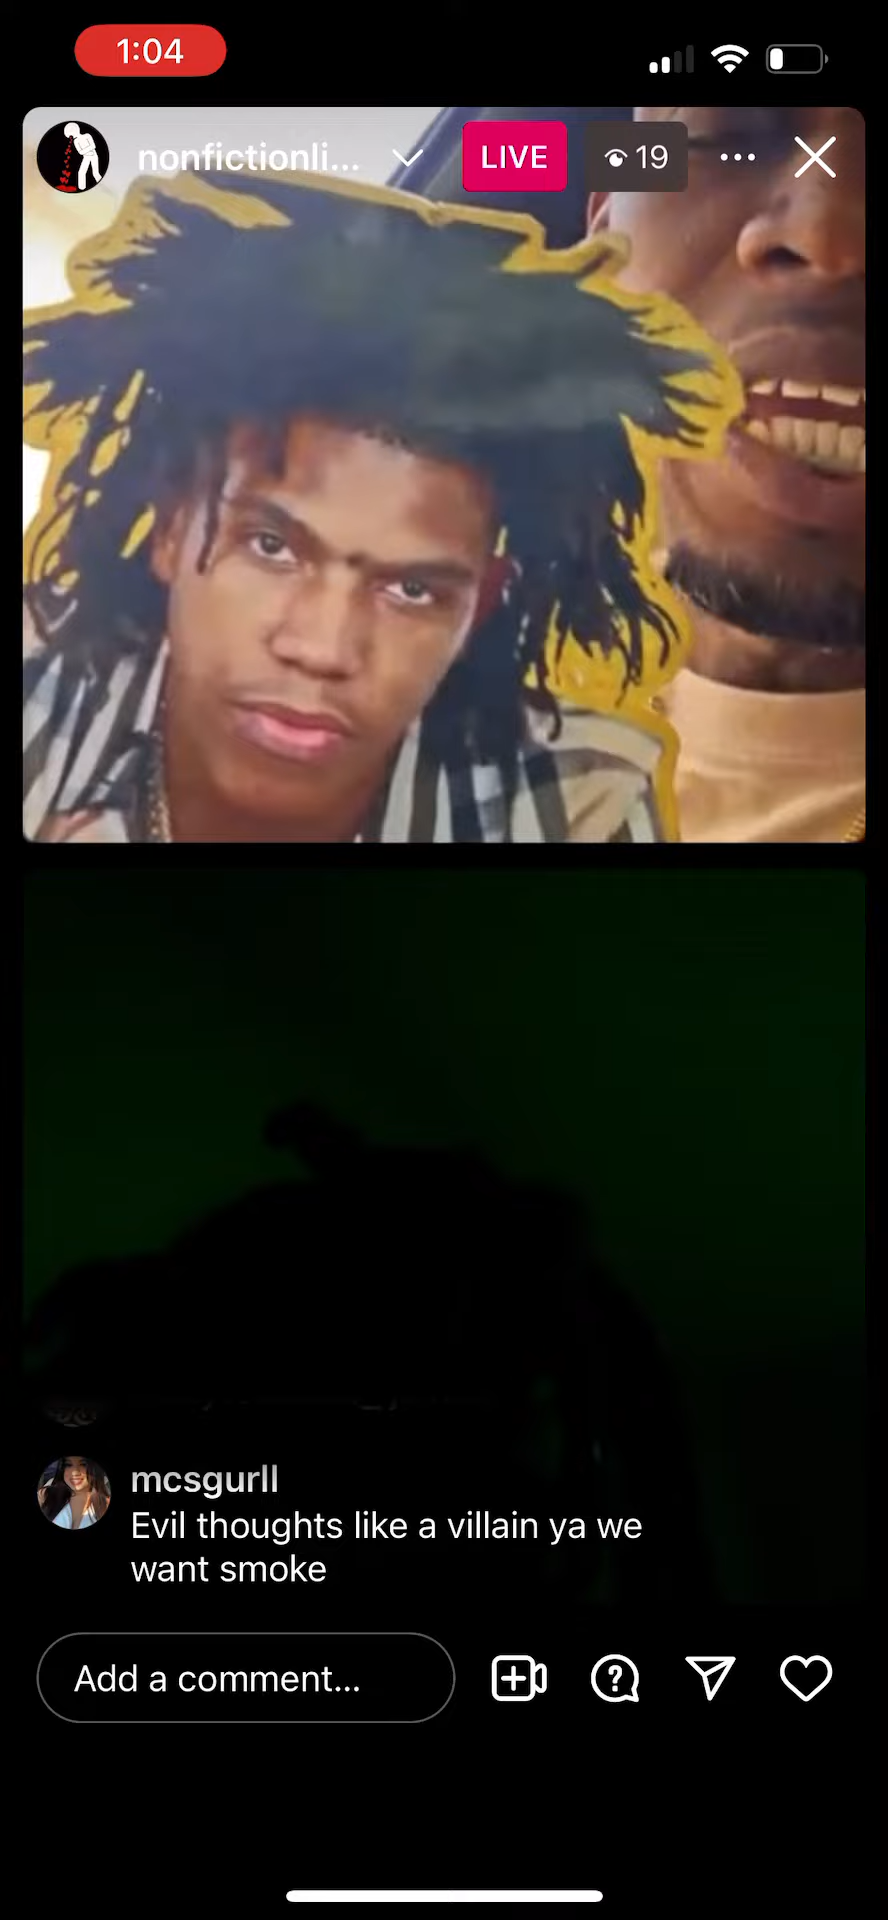 1:04
nonfictionli...
LIVE
19
mcsgurll
Evil thoughts like a villain ya we
want smoke
Add a comment...